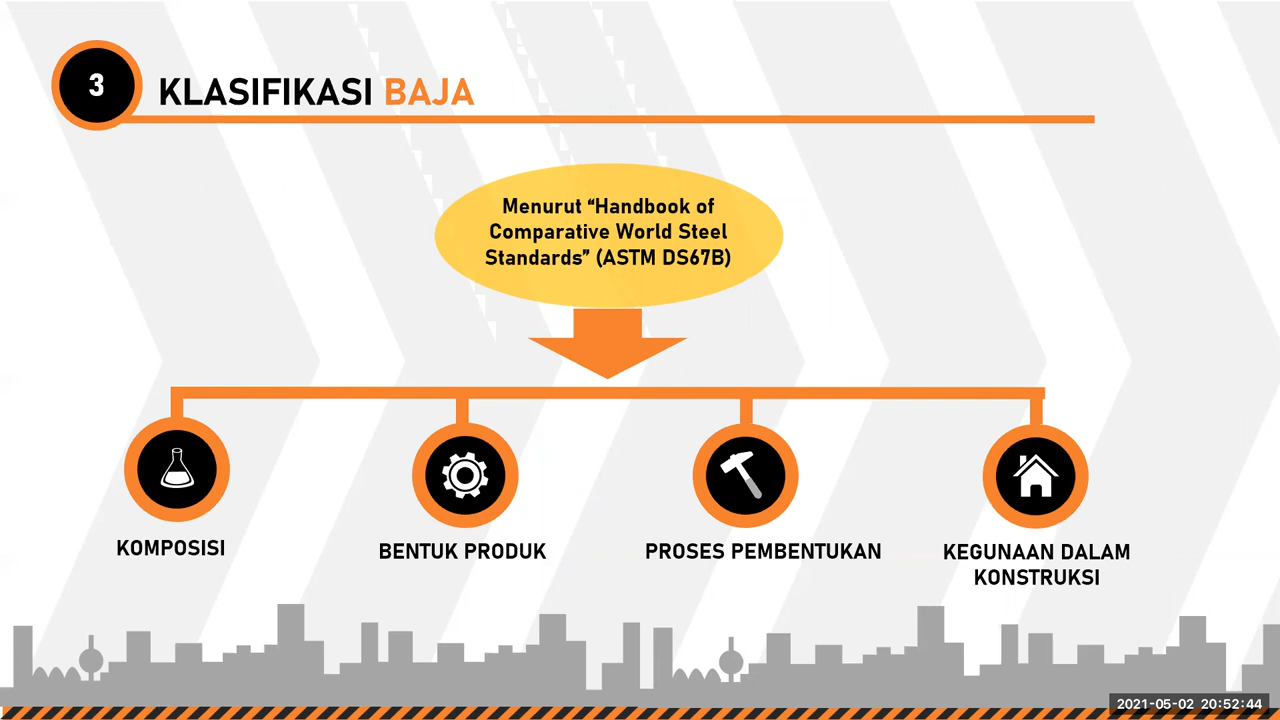 3
KLASIFIKASI BAJA
Menurut “Handbook of
Comparative World Steel
Standards” (ASTM DS67B)
KOMPOSISI
BENTUK PRODUK
PROSES PEMBENTUKAN
KEGUNAAN DALAM
KONSTRUKSI
2021-05-02 20:52:44